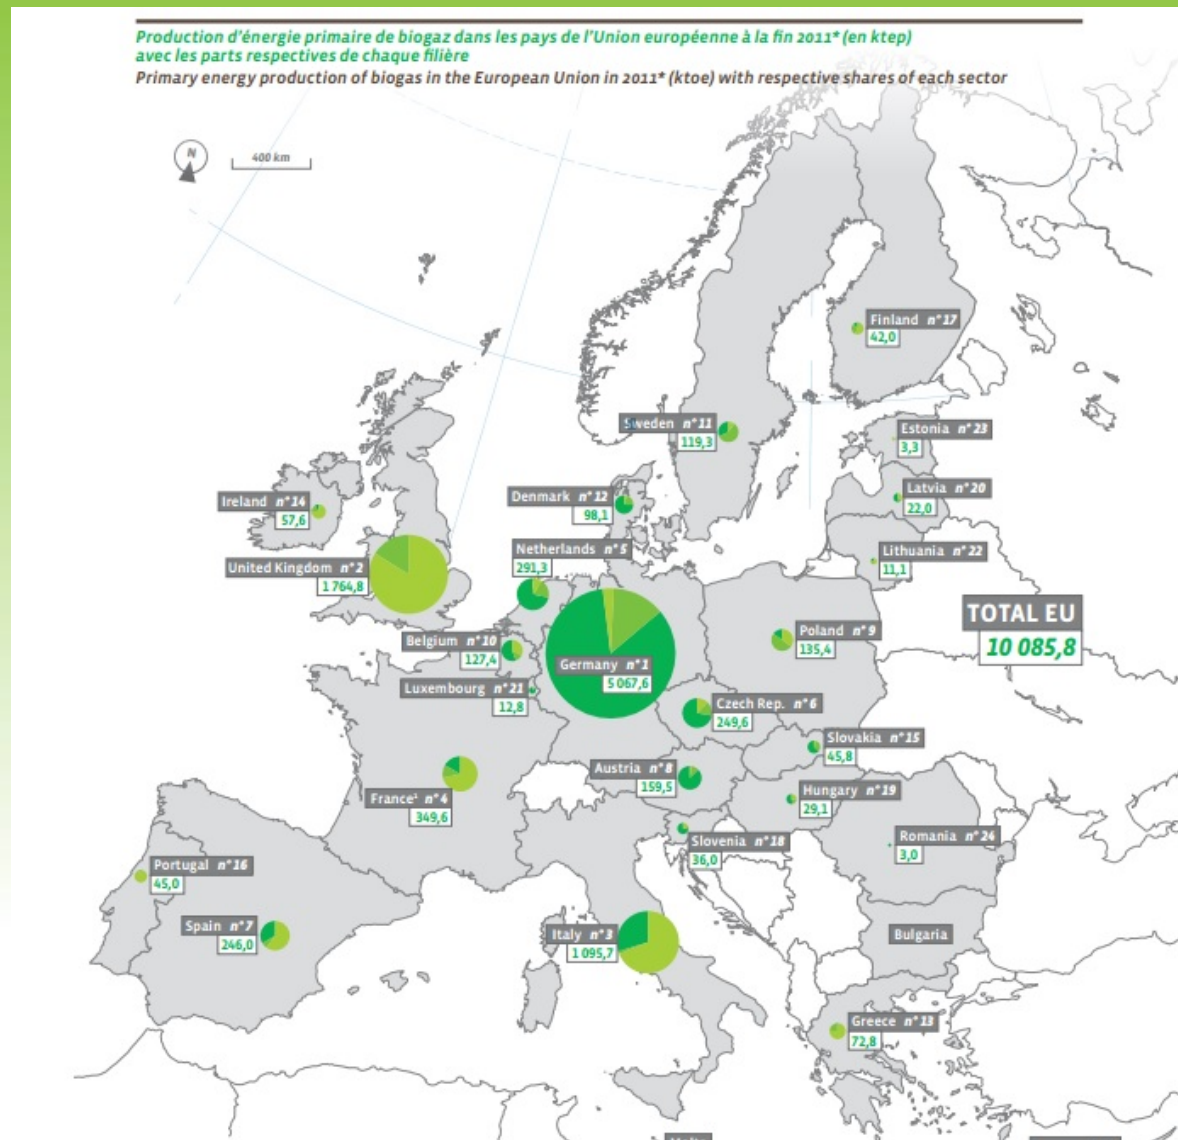 Production d'énergie primaire de biogaz dans les pays de l'Union européenne à la fin 2011* (en ktep)
avec les parts respectives de chaque filière
Primary energy production of biogas in the European Union in 2011* (ktoe) with respective shares of each sector
N
400 km
Finland n°17
42,0
Sweden n°11
119,3
Estonia n°23
3,3
Latvia n°20
22,0
Ireland n°14
57,6
Denmark n°12
98,1
Lithuania n°22
11,1
Netherlands n°5
291,3
United Kingdom n°2
1 764,8
TOTAL EU
10 085,8
Poland n°9
135,4
Belgium n°10
127,4
Germany n°1
5 067,6
Luxembourg n°21
12,8
Czech Rep. n°6
249,6
Slovakia n°15
45,8
Austria n°8
159,5
Hungary n°19
29,1
France¹ n°4
349,6
Slovenia n°18
36,0
Romania n°24
3,0
Portugal n°16
45,0
Spain n°7
246,0
Italy n°3
1 095,7
Bulgaria
Greece n°13
72,8